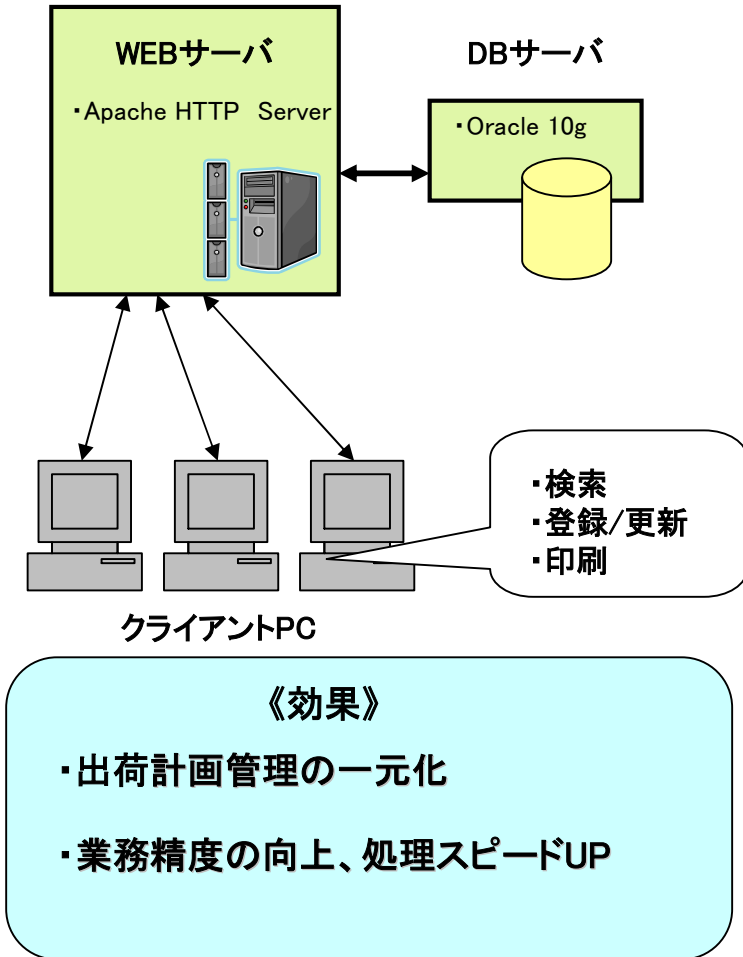 WEBサーバ
DBサーバ
・Apache HTTP Server
・Oracle 10g
・検索
・登録/更新
・印刷
クライアントPC
《効果》
・出荷計画管理の一元化
・業務精度の向上、処理スピードUP